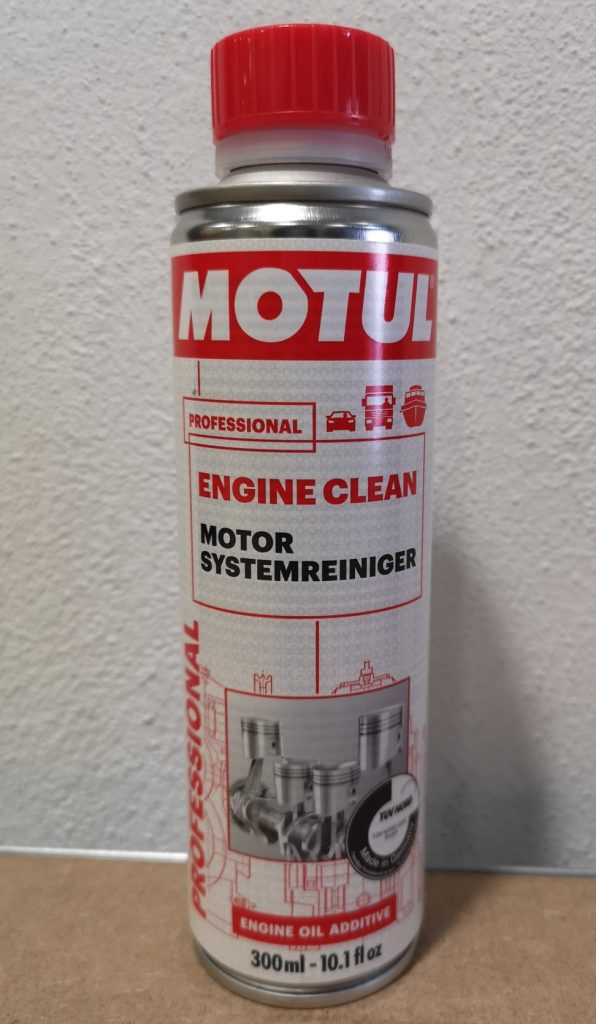 MOTUL®
PROFESSIONAL
ENGINE CLEAN
MOTOR
SYSTEMREINIGER
PROFESSIONAL
TÜV NORD
Made in
ENGINE OIL ADDITIVE
300ml - 10.1 fl oz